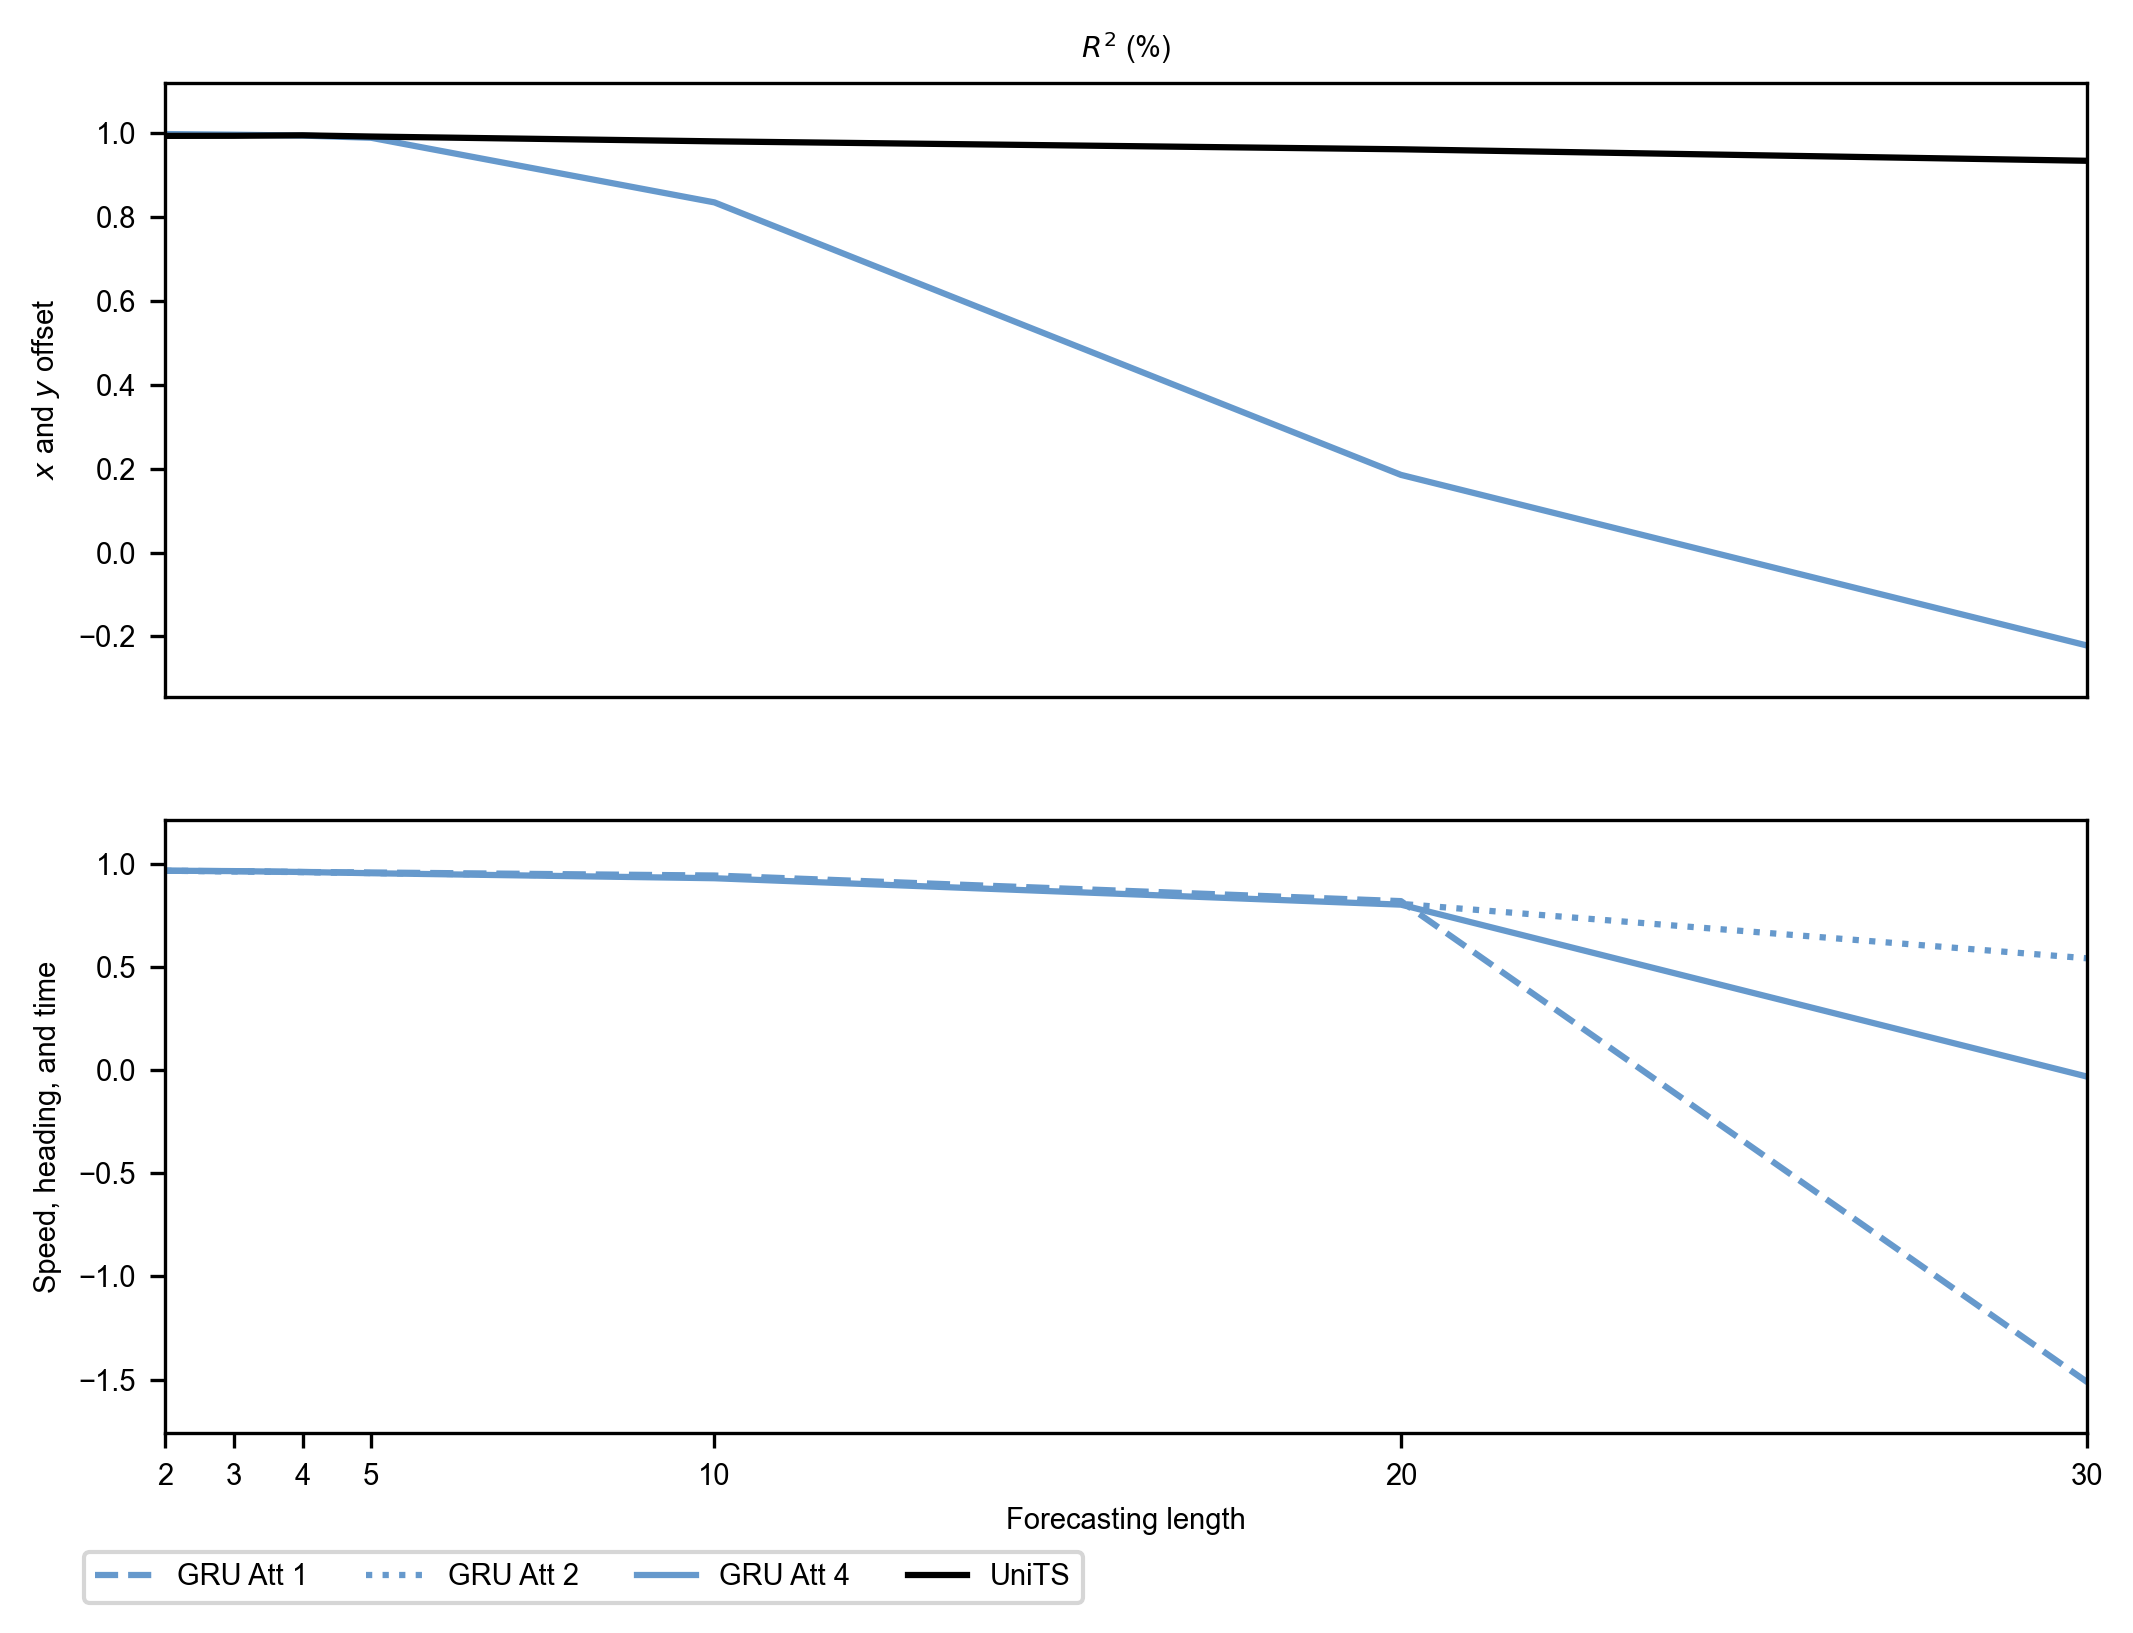 R² (%)
x and y offset
1.0
0.8
0.6
0.4
0.2
0.0
−0.2
Speed, heading, and time
1.0
0.5
0.0
−0.5
−1.0
−1.5
2 3 4 5 10 20 30
Forecasting length
GRU Att 1 GRU Att 2 GRU Att 4 UniTS